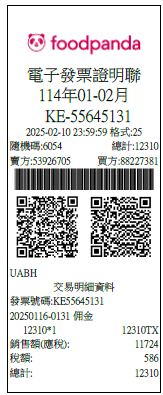 foodpanda
電子發票證明聯
114年01-02月
KE-55645131
2025-02-10 23:59:59 格式:25
隨機碼:6054 總計:12310
賣方:53926705 買方:88227381
UABH
交易明細資料
發票號碼:KE55645131
20250116-0131 佣金
12310*1 12310TX
銷售額(應稅): 11724
稅額: 586
總計: 12310